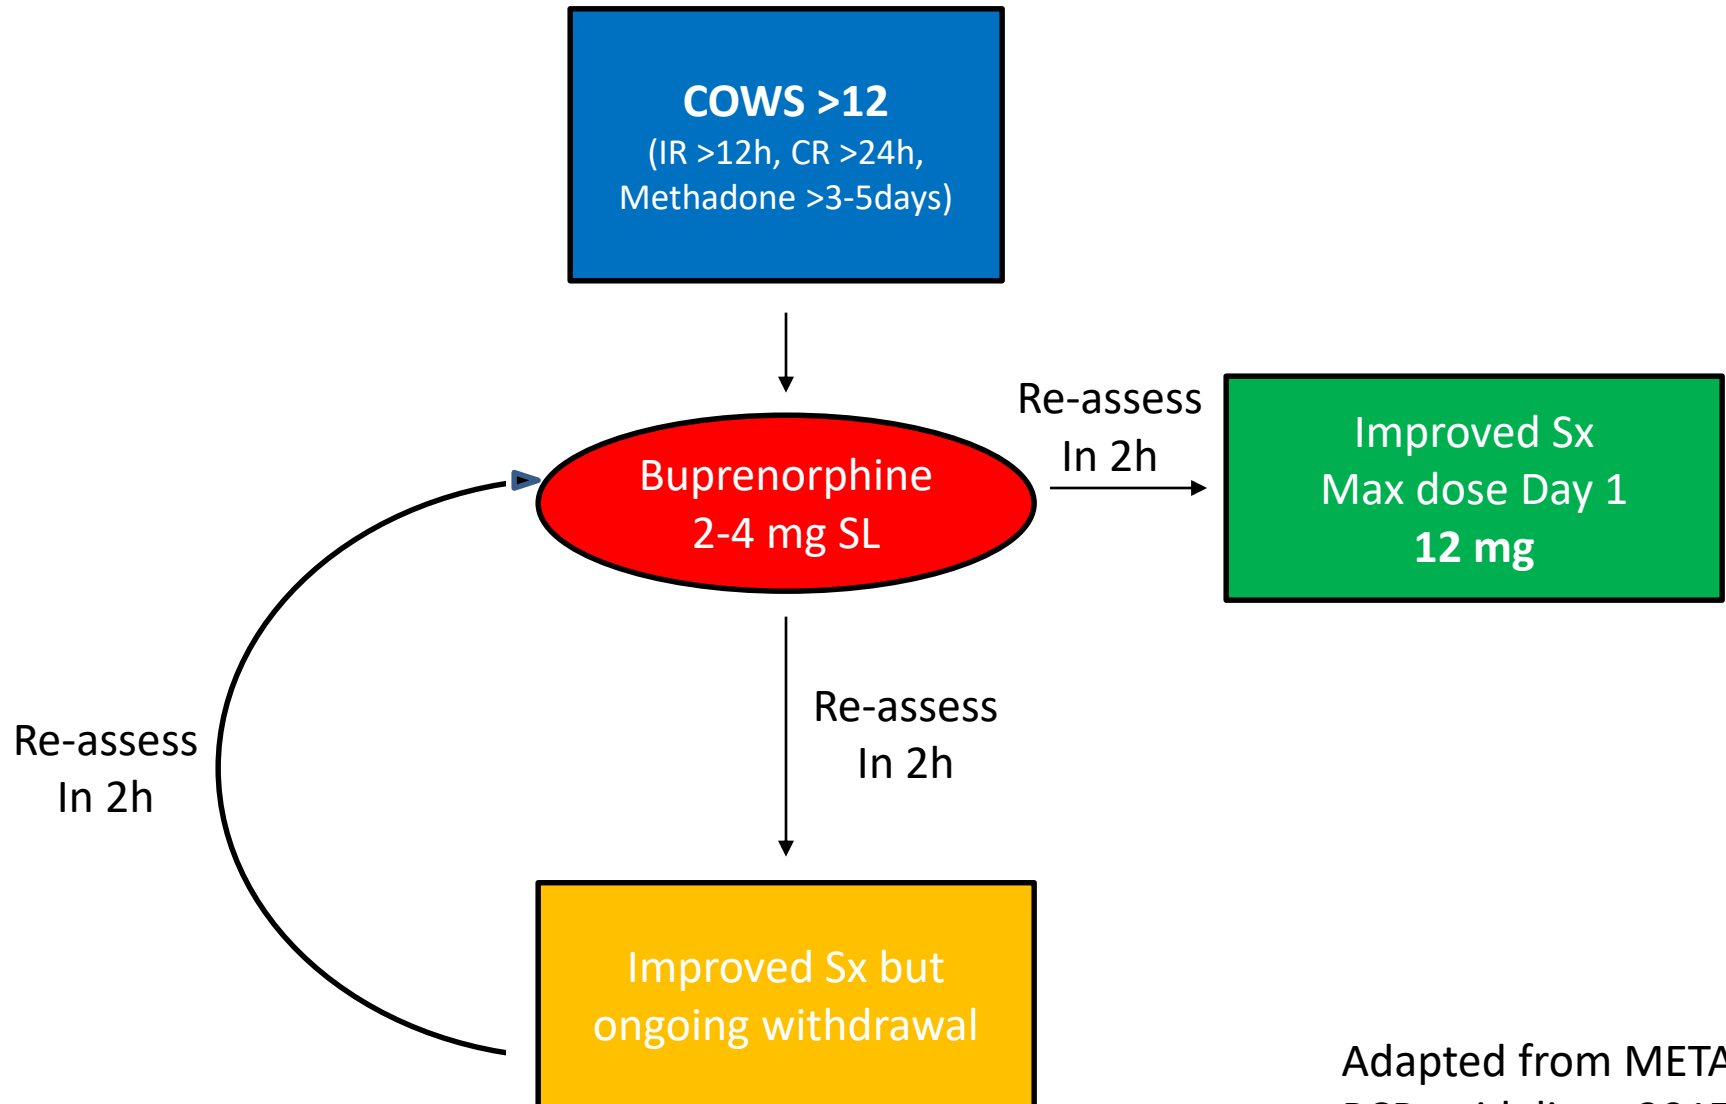 COWS >12
(IR >12h, CR >24h,
Methadone >3-5days)
Re-assess
In 2h
Buprenorphine
2-4 mg SL
Improved Sx
Max dose Day 1
12 mg
Re-assess
In 2h
Re-assess
In 2h
Improved Sx but
ongoing withdrawal
Adapted from META